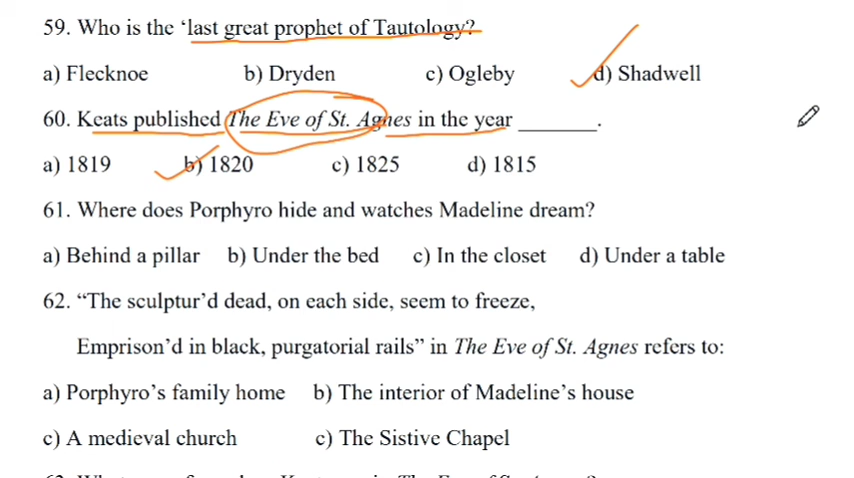 59. Who is the ‘last great prophet of Tautology?
a) Flecknoe b) Dryden c) Ogleby d) Shadwell
60. Keats published The Eve of St. Agnes in the year _______.
a) 1819 b) 1820 c) 1825 d) 1815
61. Where does Porphyro hide and watches Madeline dream?
a) Behind a pillar b) Under the bed c) In the closet d) Under a table
62. “The sculptur’d dead, on each side, seem to freeze,
Emprison’d in black, purgatorial rails” in The Eve of St. Agnes refers to:
a) Porphyro’s family home b) The interior of Madeline’s house
c) A medieval church c) The Sistive Chapel